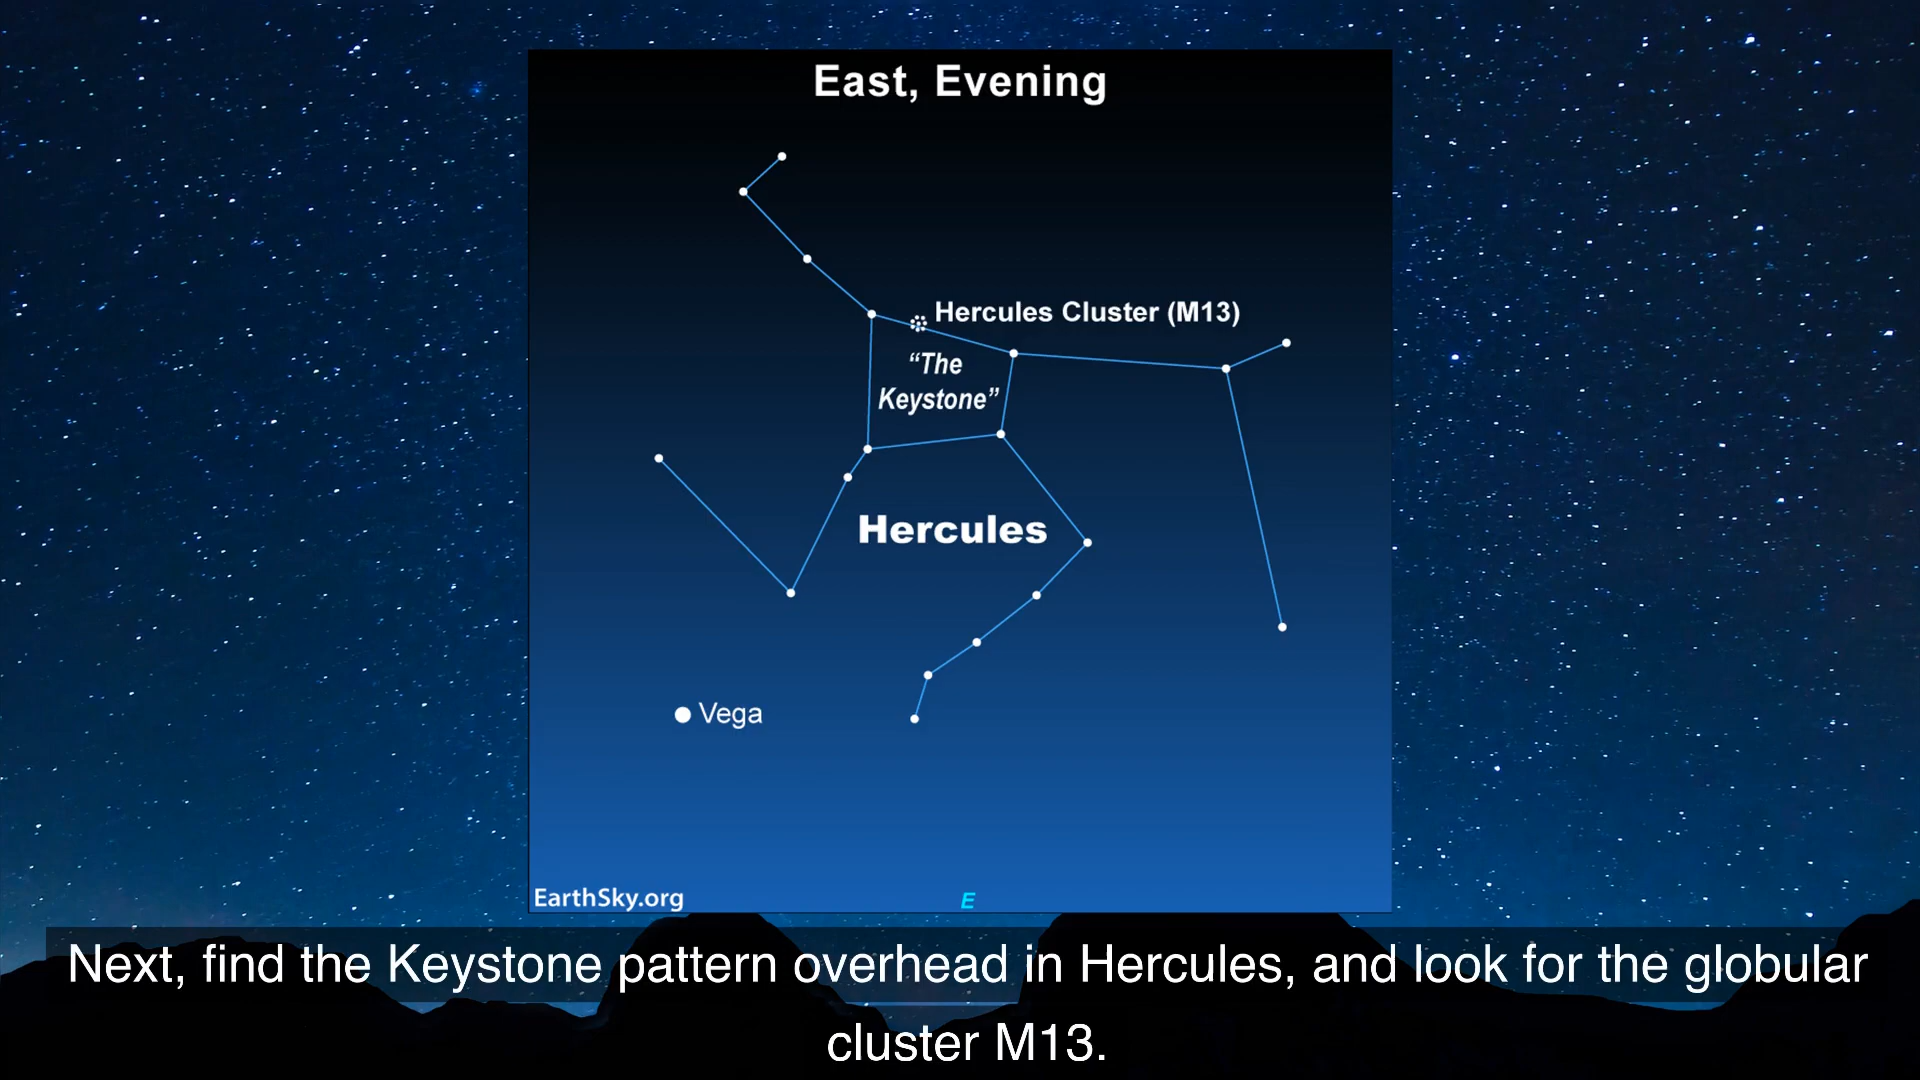 East, Evening
Hercules Cluster (M13)
“The
Keystone”
Hercules
Vega
EarthSky.org
E
Next, find the Keystone pattern overhead in Hercules, and look for the globular
cluster M13.